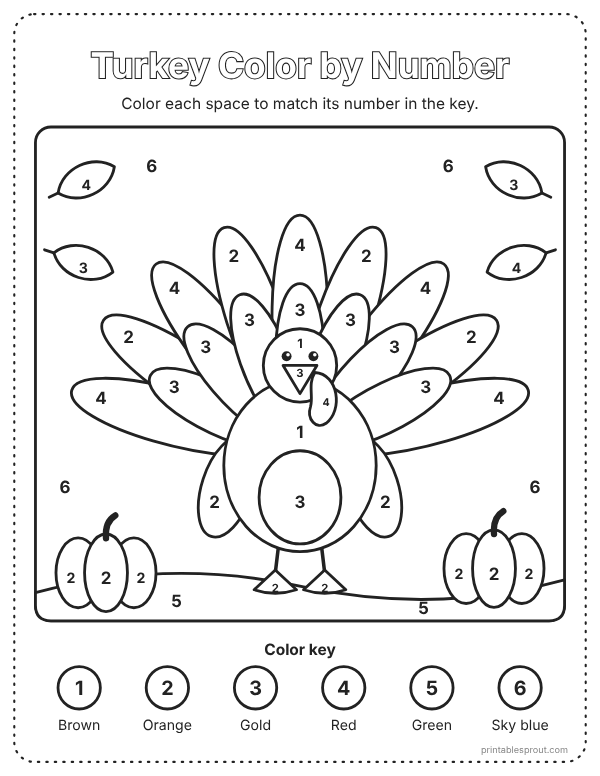 Turkey Color by Number
Color each space to match its number in the key.
4 6 6 3
3 4
2 4 2
4 4
3 3 3
2 3 1 3 2
3
4 3 3 4
4
1
6 6
2 3 2
2 2 2 2 2 2
2 2
5 5
Color key
1 2 3 4 5 6
Brown Orange Gold Red Green Sky blue
printablesprout.com